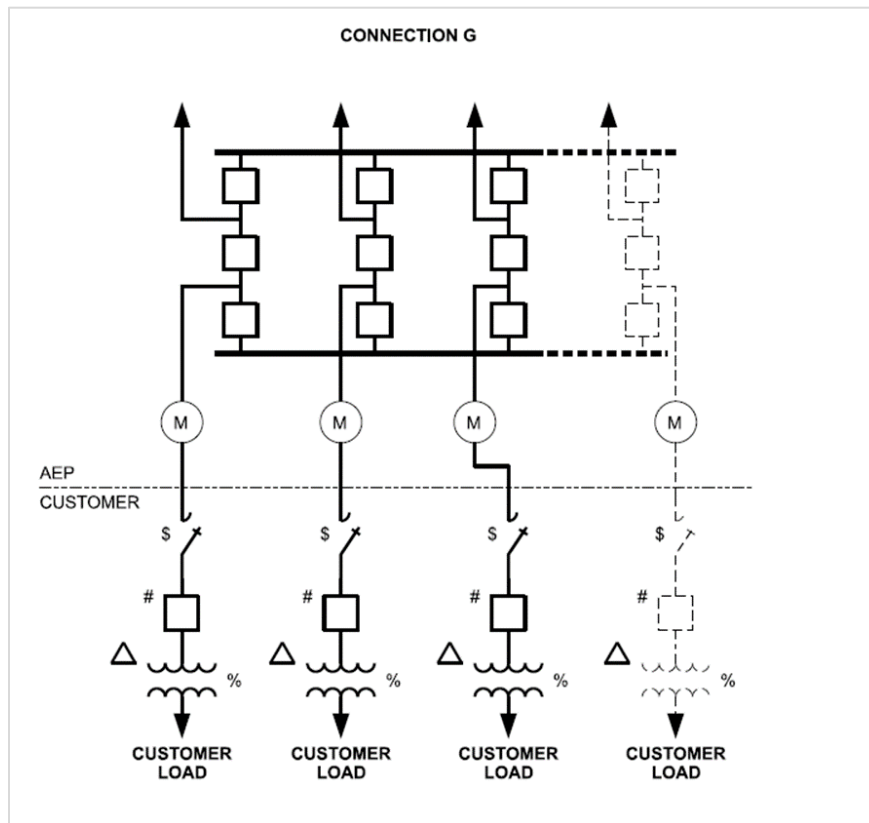 CONNECTION G
M M M M
AEP
CUSTOMER
$ $ $ $
# # # #
% % % %
CUSTOMER CUSTOMER CUSTOMER CUSTOMER
LOAD LOAD LOAD LOAD